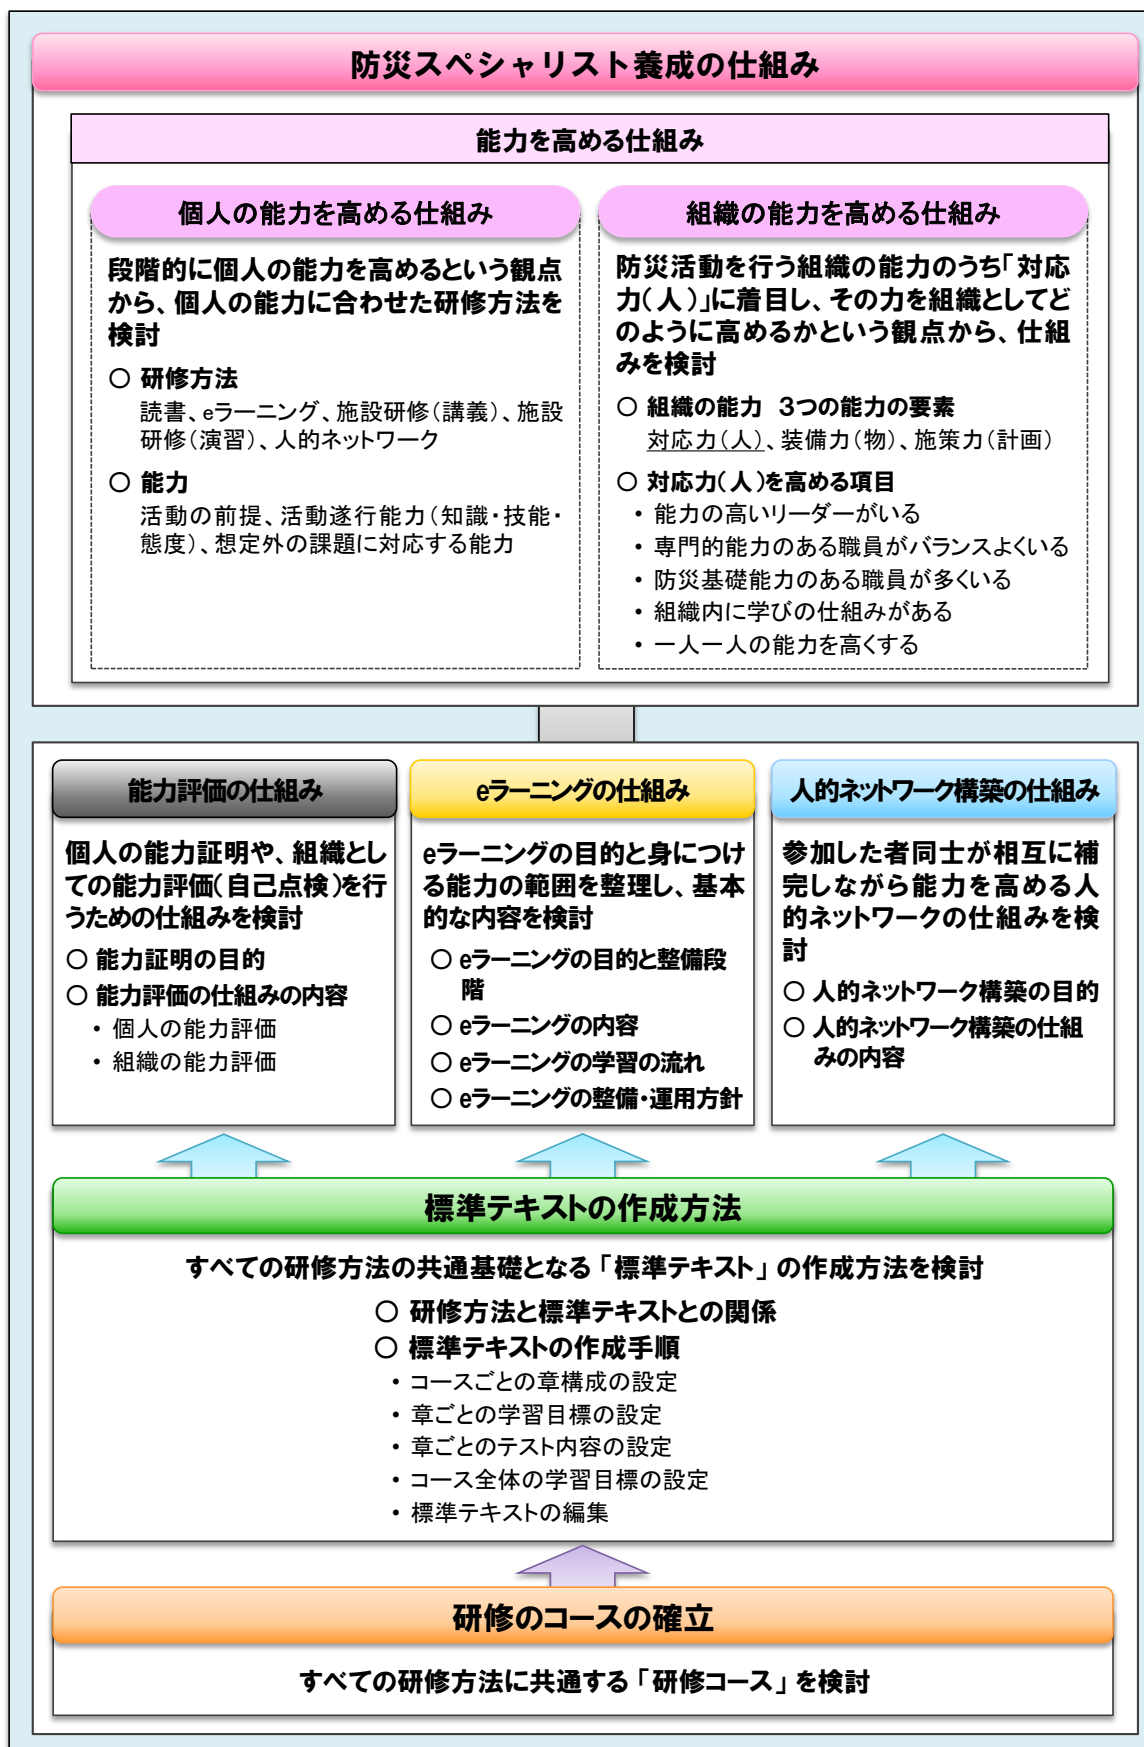 防災スペシャリスト養成の仕組み
能力を高める仕組み
個人の能力を高める仕組み
段階的に個人の能力を高めるという観点
から、個人の能力に合わせた研修方法を
検討
○ 研修方法
読書、eラーニング、施設研修(講義)、施設
研修(演習)、人的ネットワーク
○ 能力
活動の前提、活動遂行能力(知識・技能・
態度)、想定外の課題に対応する能力
組織の能力を高める仕組み
防災活動を行う組織の能力のうち「対応
力(人)」に着目し、その力を組織としてど
のように高めるかという観点から、仕組
みを検討
○ 組織の能力 3つの能力の要素
対応力(人)、装備力(物)、施策力(計画)
○ 対応力(人)を高める項目
・ 能力の高いリーダーがいる
・ 専門的能力のある職員がバランスよくいる
・ 防災基礎能力のある職員が多くいる
・ 組織内に学びの仕組みがある
・ 一人一人の能力を高くする
能力評価の仕組み
個人の能力証明や、組織とし
ての能力評価(自己点検)を行
うための仕組みを検討
○ 能力証明の目的
○ 能力評価の仕組みの内容
・ 個人の能力評価
・ 組織の能力評価
eラーニングの仕組み
eラーニングの目的と身につけ
る能力の範囲を整理し、基本
的な内容を検討
○ eラーニングの目的と整備段
階
○ eラーニングの内容
○ eラーニングの学習の流れ
○ eラーニングの整備・運用方針
人的ネットワーク構築の仕組み
参加した者同士が相互に補
完しながら能力を高める人
的ネットワークの仕組みを検
討
○ 人的ネットワーク構築の目的
○ 人的ネットワーク構築の仕組
みの内容
標準テキストの作成方法
すべての研修方法の共通基礎となる「標準テキスト」の作成方法を検討
○ 研修方法と標準テキストとの関係
○ 標準テキストの作成手順
・ コースごとの章構成の設定
・ 章ごとの学習目標の設定
・ 章ごとのテスト内容の設定
・ コース全体の学習目標の設定
・ 標準テキストの編集
研修のコースの確立
すべての研修方法に共通する「研修コース」を検討